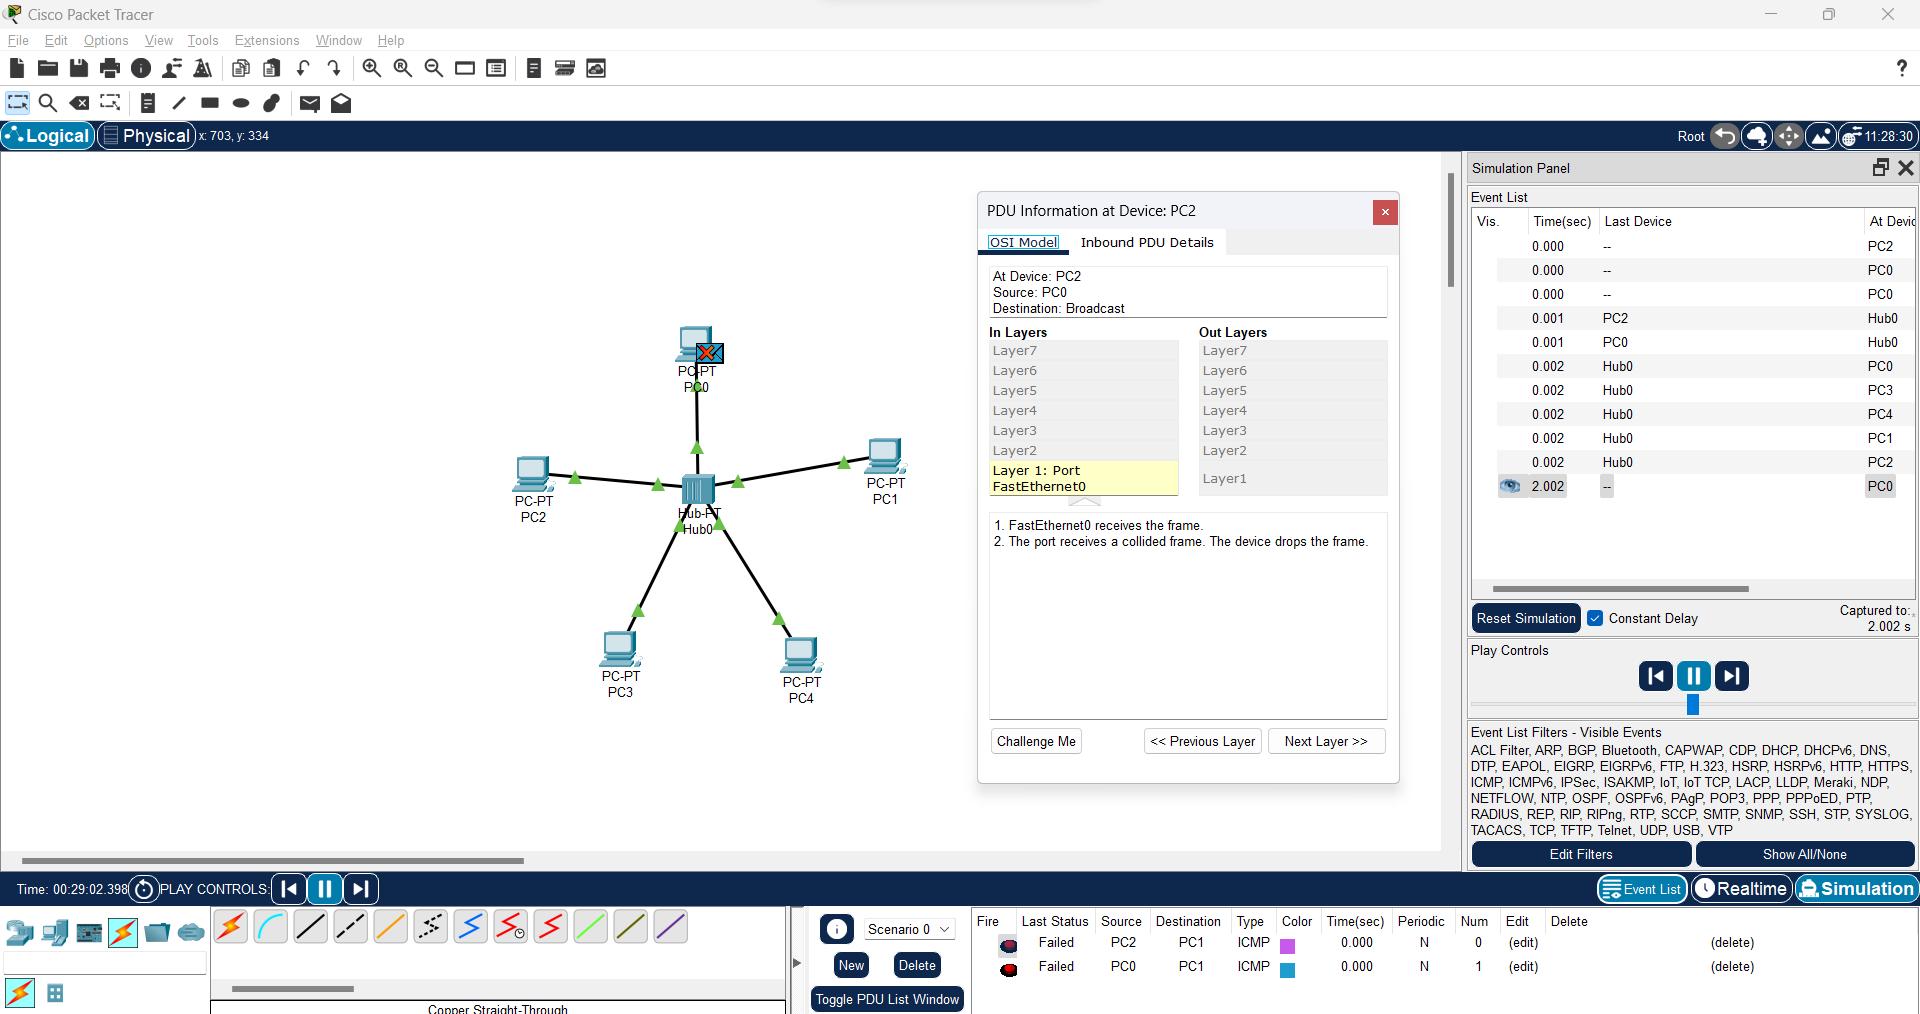 Cisco Packet Tracer
File Edit Options View Tools Extensions Window Help
Logical Physical x: 703, y: 334 Root 11:28:30
PC-PT
PC0
PC-PT
PC1
PC-PT
PC2
Hub-PT
Hub0
PC-PT
PC3
PC-PT
PC4
PDU Information at Device: PC2
OSI Model Inbound PDU Details
At Device: PC2
Source: PC0
Destination: Broadcast
In Layers Out Layers
Layer7 Layer7
Layer6 Layer6
Layer5 Layer5
Layer4 Layer4
Layer3 Layer3
Layer2 Layer2
Layer 1: Port
FastEthernet0 Layer1
1. FastEthernet0 receives the frame.
2. The port receives a collided frame. The device drops the frame.
Challenge Me << Previous Layer Next Layer >>
Simulation Panel
Event List
Vis. Time(sec) Last Device At Devic
0.000 -- PC2
0.000 -- PC0
0.000 -- PC0
0.001 PC2 Hub0
0.001 PC0 Hub0
0.002 Hub0 PC0
0.002 Hub0 PC3
0.002 Hub0 PC4
0.002 Hub0 PC1
0.002 Hub0 PC2
2.002 -- PC0
Reset Simulation Constant Delay Captured to:
2.002 s
Play Controls
Event List Filters - Visible Events
ACL Filter, ARP, BGP, Bluetooth, CAPWAP, CDP, DHCP, DHCPv6, DNS,
DTP, EAPOL, EIGRP, EIGRPv6, FTP, H.323, HSRP, HSRPv6, HTTP, HTTPS,
ICMP, ICMPv6, IPSec, ISAKMP, IoT, IoT TCP, LACP, LLDP, Meraki, NDP,
NETFLOW, NTP, OSPF, OSPFv6, PAgP, POP3, PPP, PPPoED, PTP,
RADIUS, REP, RIP, RIPng, RTP, SCCP, SMTP, SNMP, SSH, STP, SYSLOG,
TACACS, TCP, TFTP, Telnet, UDP, USB, VTP
Edit Filters Show All/None
Time: 00:29:02.398 PLAY CONTROLS: Event List Realtime Simulation
Scenario 0
New Delete
Toggle PDU List Window
Copper Straight-Through
Fire Last Status Source Destination Type Color Time(sec) Periodic Num Edit Delete
Failed PC2 PC1 ICMP 0.000 N 0 (edit) (delete)
Failed PC0 PC1 ICMP 0.000 N 1 (edit) (delete)